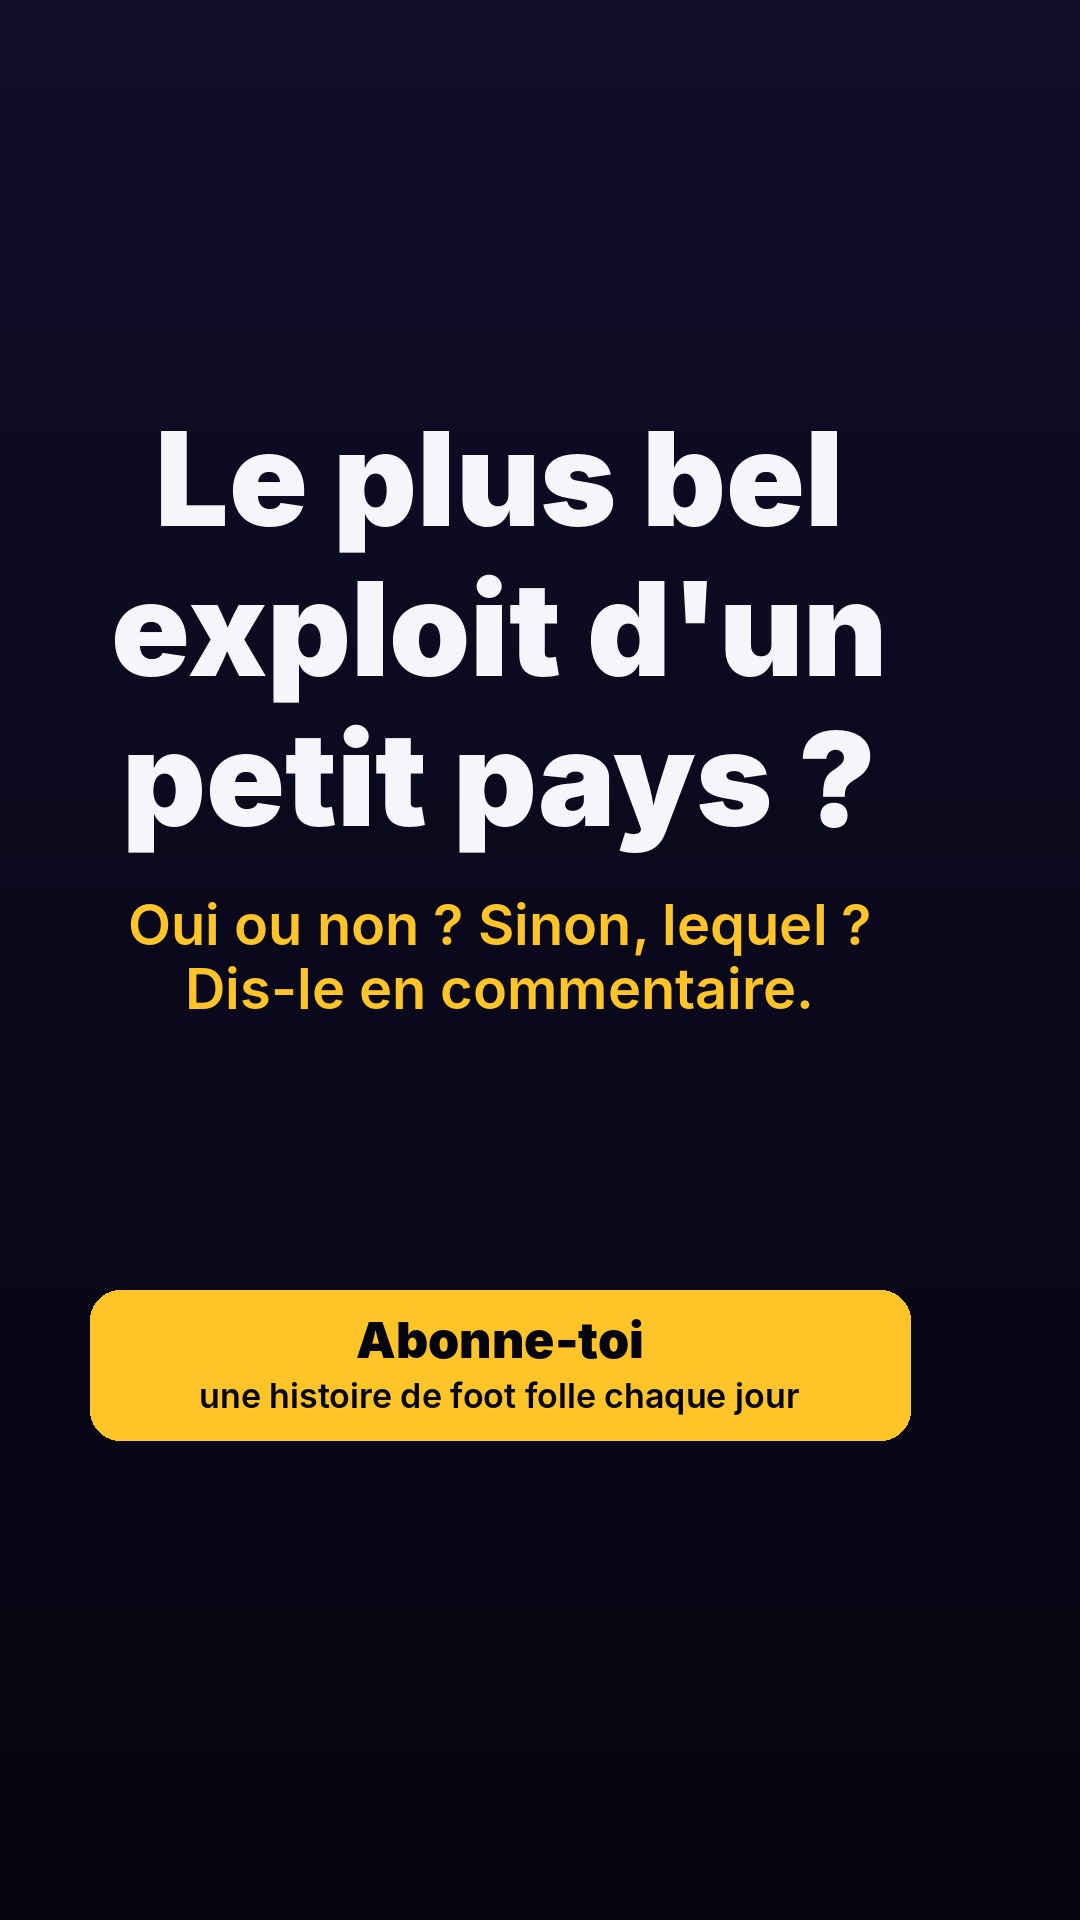 Le plus bel
exploit d'un
petit pays ?
Oui ou non ? Sinon, lequel ?
Dis-le en commentaire.
Abonne-toi
une histoire de foot folle chaque jour